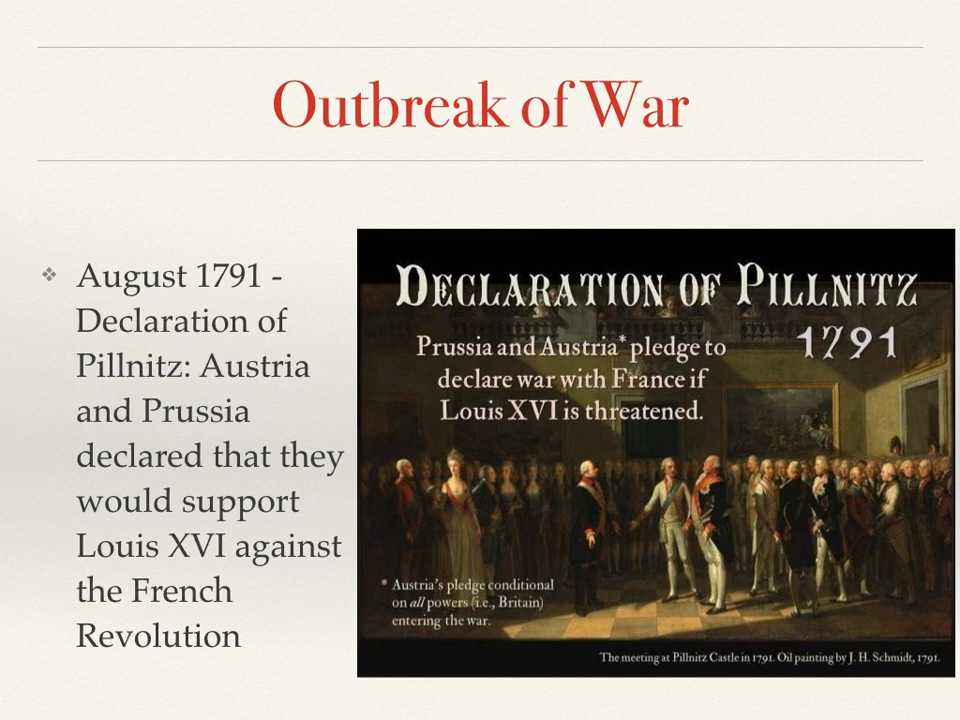 Outbreak of War
❖ August 1791 -
Declaration of
Pillnitz: Austria
and Prussia
declared that they
would support
Louis XVI against
the French
Revolution
Declaration of Pillnitz
1791
Prussia and Austria* pledge to
declare war with France if
Louis XVI is threatened.
* Austria's pledge conditional
on all powers (i.e., Britain)
entering the war.
The meeting at Pillnitz Castle in 1791. Oil painting by J. H. Schmidt, 1791.